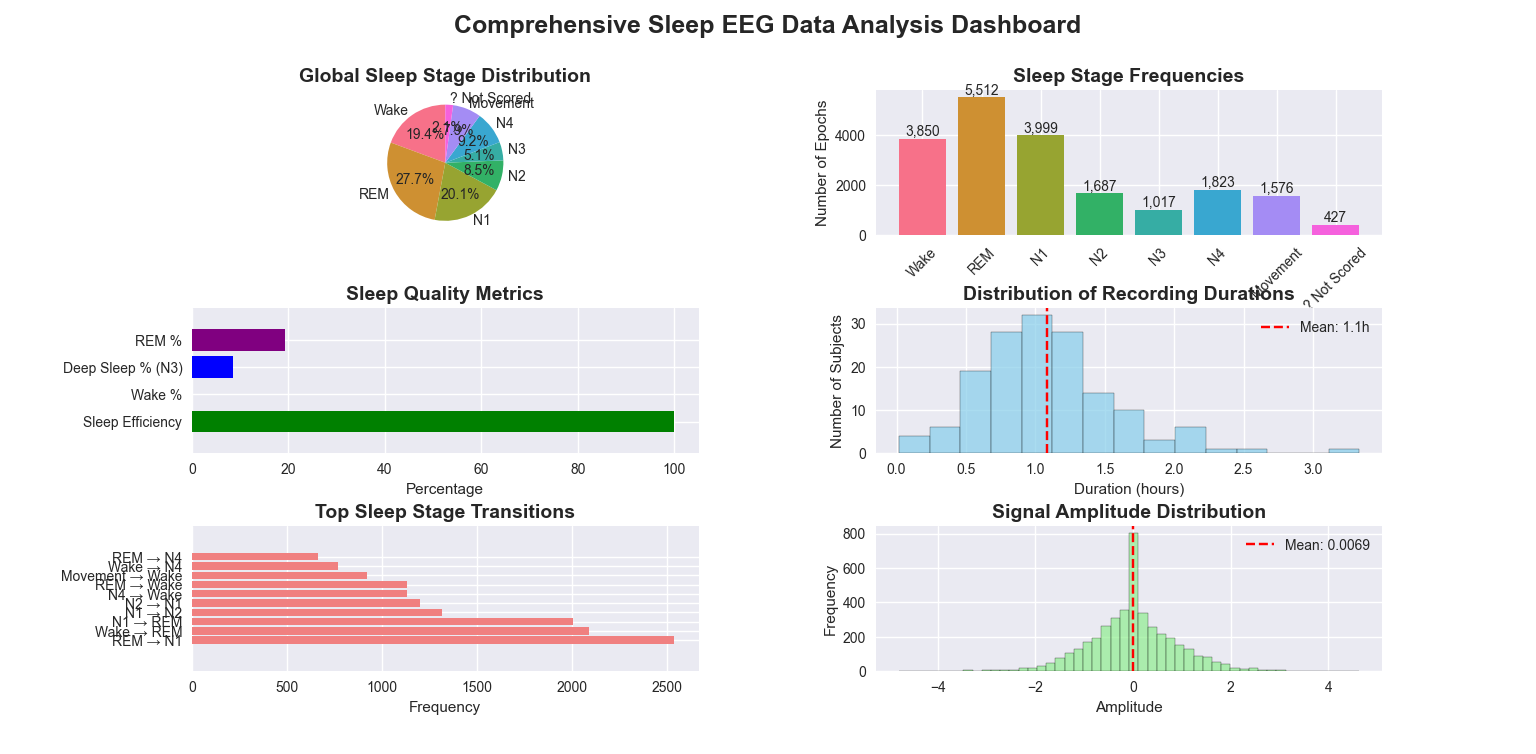 Comprehensive Sleep EEG Data Analysis Dashboard
Global Sleep Stage Distribution
Wake
REM
N1
N2
N3
N4
Movement
? Not Scored
19.4%
27.7%
20.1%
8.5%
5.1%
9.2%
7.9%
2.1%
Sleep Stage Frequencies
Number of Epochs
4000
2000
0
3,850
5,512
3,999
1,687
1,017
1,823
1,576
427
Wake
REM
N1
N2
N3
N4
Movement
? Not Scored
Sleep Quality Metrics
REM %
Deep Sleep % (N3)
Wake %
Sleep Efficiency
0 20 40 60 80 100
Percentage
Distribution of Recording Durations
Number of Subjects
30
20
10
0
Mean: 1.1h
0.0 0.5 1.0 1.5 2.0 2.5 3.0
Duration (hours)
Top Sleep Stage Transitions
REM → N4
Wake → N4
Movement → Wake
REM → Wake
N4 → Wake
N2 → N1
N1 → N2
N1 → REM
Wake → REM
REM → N1
0 500 1000 1500 2000 2500
Frequency
Signal Amplitude Distribution
Frequency
800
600
400
200
0
Mean: 0.0069
−4 −2 0 2 4
Amplitude